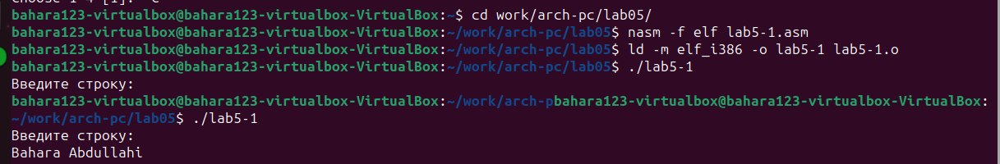 bahara123-virtualbox@bahara123-virtualbox-VirtualBox:~$ cd work/arch-pc/lab05/
bahara123-virtualbox@bahara123-virtualbox-VirtualBox:~/work/arch-pc/lab05$ nasm -f elf lab5-1.asm
bahara123-virtualbox@bahara123-virtualbox-VirtualBox:~/work/arch-pc/lab05$ ld -m elf_i386 -o lab5-1 lab5-1.o
bahara123-virtualbox@bahara123-virtualbox-VirtualBox:~/work/arch-pc/lab05$ ./lab5-1
Введите строку:
bahara123-virtualbox@bahara123-virtualbox-VirtualBox:~/work/arch-pbahara123-virtualbox@bahara123-virtualbox-VirtualBox:
~/work/arch-pc/lab05$ ./lab5-1
Введите строку:
Bahara Abdullahi